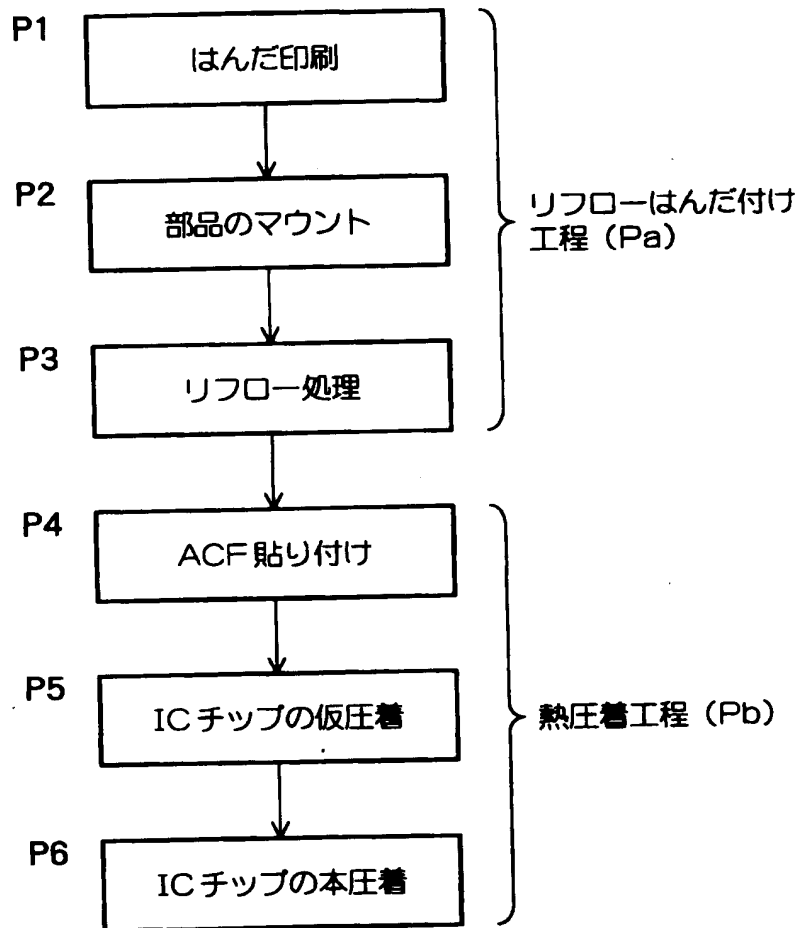 P1
はんだ印刷
P2
部品のマウント
リフローはんだ付け
工程（Pa）
P3
リフロー処理
P4
ACF貼り付け
P5
ICチップの仮圧着
熱圧着工程（Pb）
P6
ICチップの本圧着